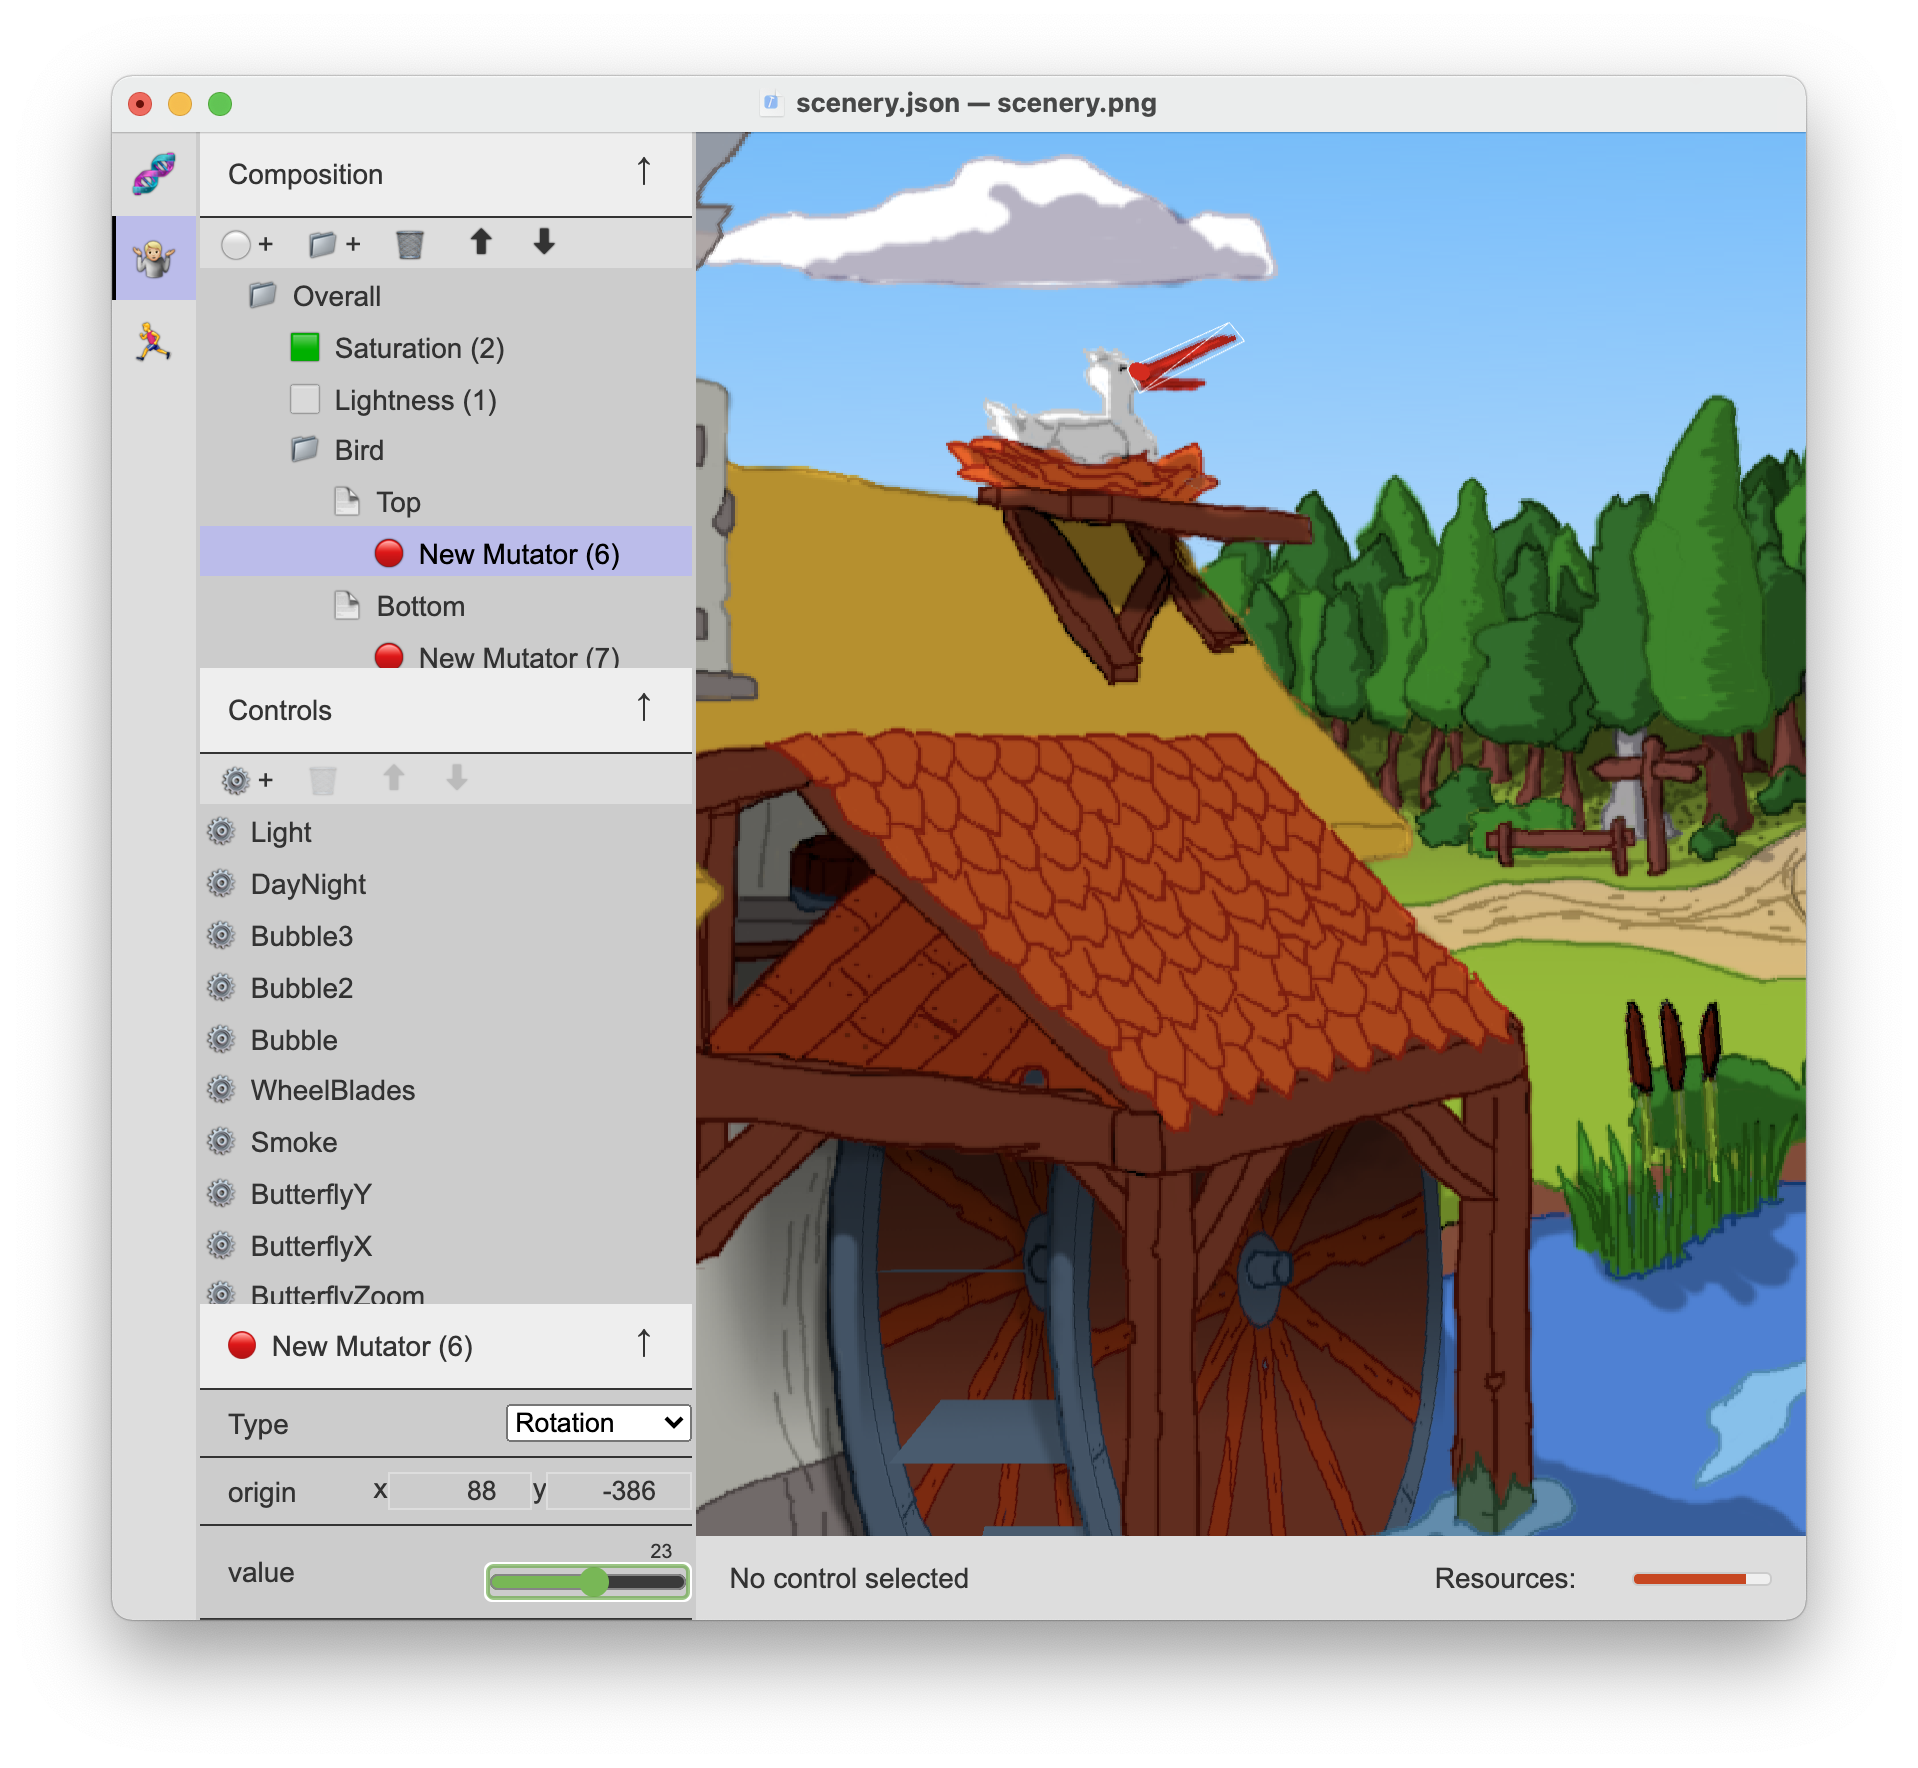 scenery.json — scenery.png
Composition
+
+
Overall
Saturation (2)
Lightness (1)
Bird
Top
New Mutator (6)
Bottom
New Mutator (7)
Controls
+
Light
DayNight
Bubble3
Bubble2
Bubble
WheelBlades
Smoke
ButterflyY
ButterflyX
ButterflyZoom
New Mutator (6)
Type Rotation
origin x 88 y -386
value 23
No control selected Resources: